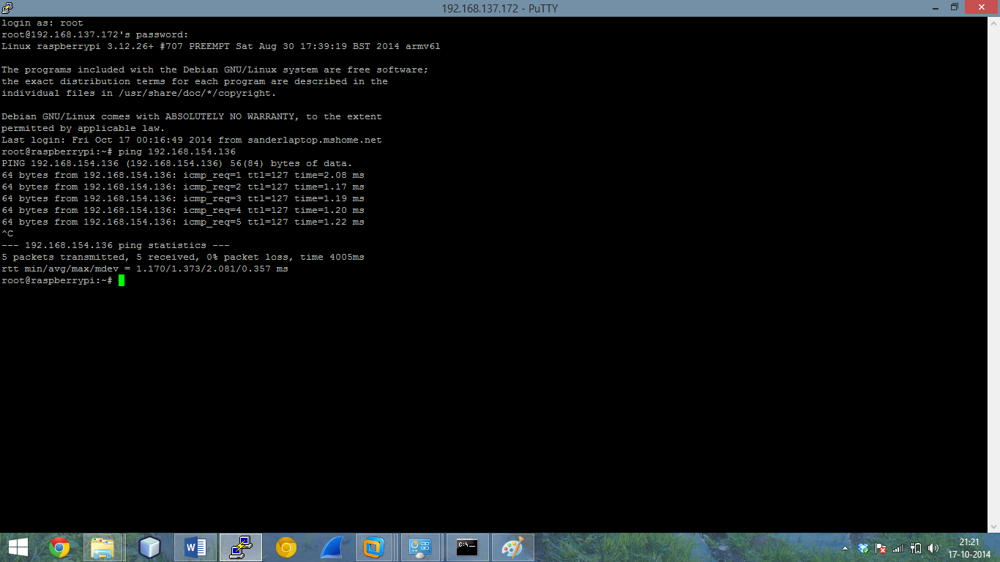 192.168.137.172 - PuTTY
login as: root
root@192.168.137.172's password:
Linux raspberrypi 3.12.26+ #707 PREEMPT Sat Aug 30 17:39:19 BST 2014 armv6l
The programs included with the Debian GNU/Linux system are free software;
the exact distribution terms for each program are described in the
individual files in /usr/share/doc/*/copyright.
Debian GNU/Linux comes with ABSOLUTELY NO WARRANTY, to the extent
permitted by applicable law.
Last login: Fri Oct 17 00:16:49 2014 from sanderlaptop.mshome.net
root@raspberrypi:~# ping 192.168.154.136
PING 192.168.154.136 (192.168.154.136) 56(84) bytes of data.
64 bytes from 192.168.154.136: icmp_req=1 ttl=127 time=2.08 ms
64 bytes from 192.168.154.136: icmp_req=2 ttl=127 time=1.17 ms
64 bytes from 192.168.154.136: icmp_req=3 ttl=127 time=1.19 ms
64 bytes from 192.168.154.136: icmp_req=4 ttl=127 time=1.20 ms
64 bytes from 192.168.154.136: icmp_req=5 ttl=127 time=1.22 ms
^C
--- 192.168.154.136 ping statistics ---
5 packets transmitted, 5 received, 0% packet loss, time 4005ms
rtt min/avg/max/mdev = 1.170/1.373/2.081/0.357 ms
root@raspberrypi:~#
C:\_
21:21
17-10-2014